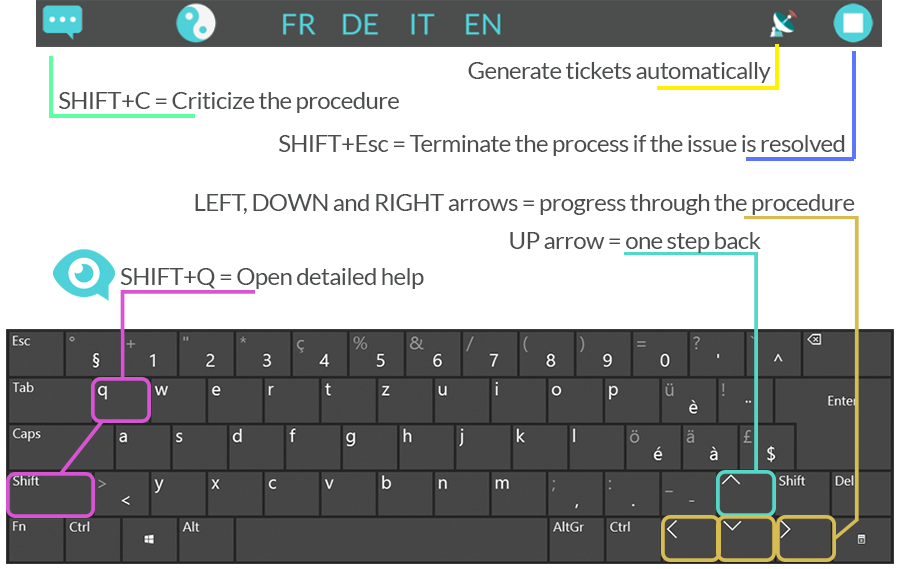 FR DE IT EN
Generate tickets automatically
SHIFT+C = Criticize the procedure
SHIFT+Esc = Terminate the process if the issue is resolved
LEFT, DOWN and RIGHT arrows = progress through the procedure
UP arrow = one step back
SHIFT+Q = Open detailed help
Esc ° § + 1 " 2 * 3 ç 4 % 5 & 6 / 7 ( 8 ) 9 = 0 ? ' ` ^
Tab q w e r t z u i o p ü è ! ¨ Enter
Caps a s d f g h j k l ö é ä à £ $
Shift > < y x c v b n m ; , : . _ - Shift Del
Fn Ctrl Alt AltGr Ctrl < >